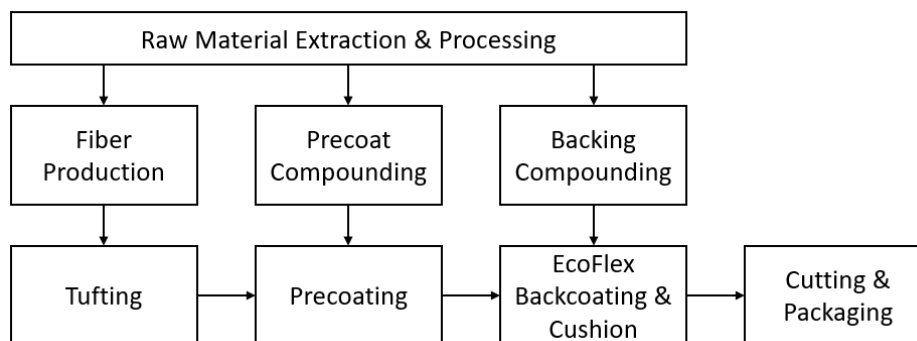 Raw Material Extraction & Processing
Fiber
Production
Precoat
Compounding
Backing
Compounding
Tufting
Precoating
EcoFlex
Backcoating &
Cushion
Cutting &
Packaging